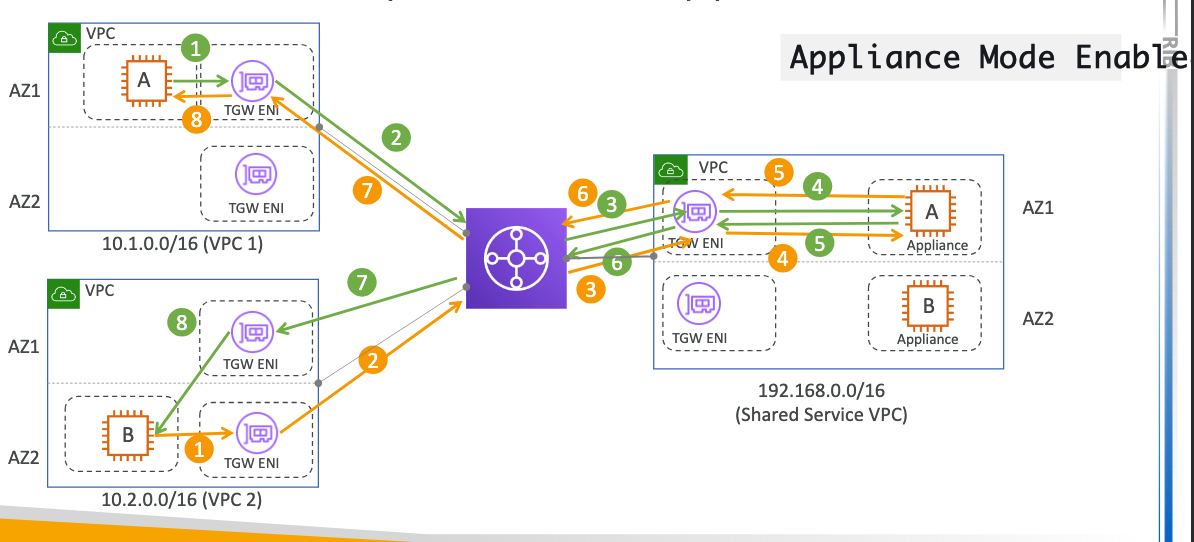 Appliance Mode Enable
VPC
AZ1
A
1
8
TGW ENI
2
7
AZ2
TGW ENI
10.1.0.0/16 (VPC 1)
VPC
AZ1
8
TGW ENI
7
2
AZ2
B
1
TGW ENI
10.2.0.0/16 (VPC 2)
6
3
6
3
VPC
5
4
TGW ENI
5
4
A
Appliance
AZ1
TGW ENI
B
Appliance
AZ2
192.168.0.0/16
(Shared Service VPC)